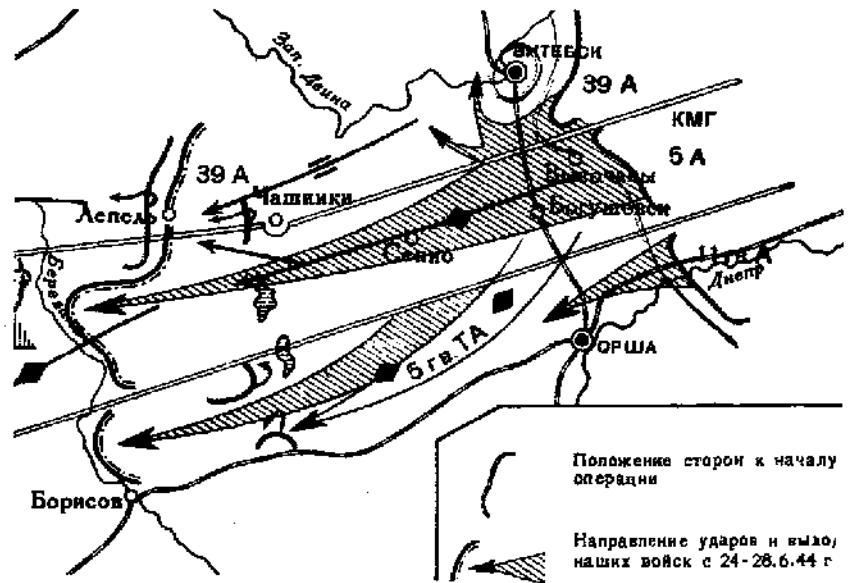 Зап. Двина
ВИТЕБСК
39 А
КМГ
5 А
39 А
Чашники
Лепель
Богушевск
Сенно
11 гв А
Днепр
5 гв. ТА
ОРША
Борисов
Положение сторон к началу
операции
Направление ударов и выхо
наших войск с 24-28.6.44 г